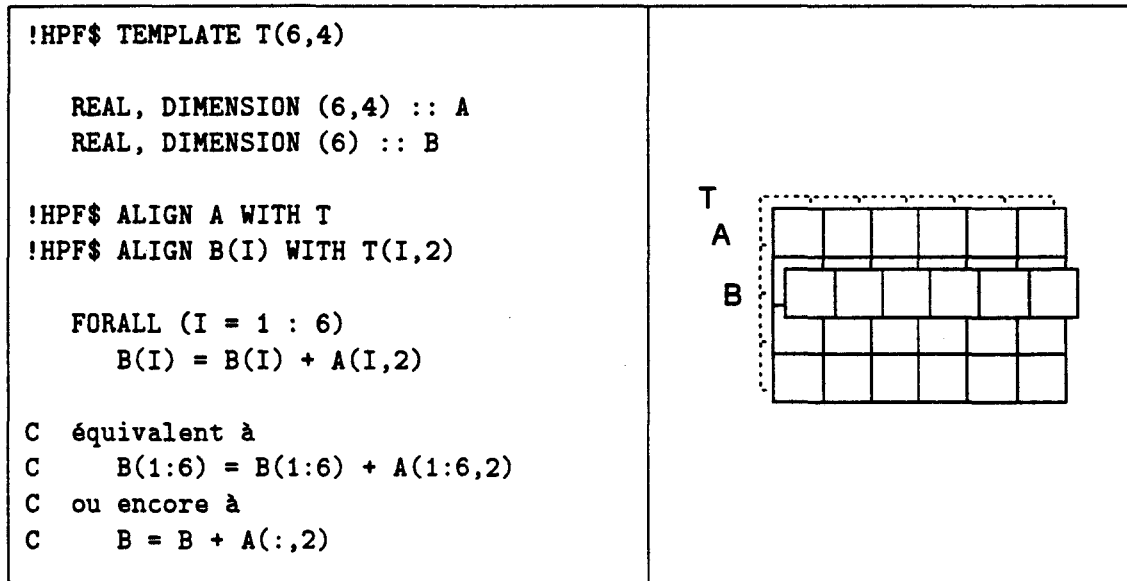 !HPF$ TEMPLATE T(6,4)
REAL, DIMENSION (6,4) :: A
REAL, DIMENSION (6) :: B
!HPF$ ALIGN A WITH T
!HPF$ ALIGN B(I) WITH T(I,2)
FORALL (I = 1 : 6)
B(I) = B(I) + A(I,2)
C équivalent à
C B(1:6) = B(1:6) + A(1:6,2)
C ou encore à
C B = B + A(:,2)
T
A
B